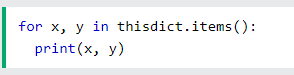 for x, y in thisdict.items():
  print(x, y)